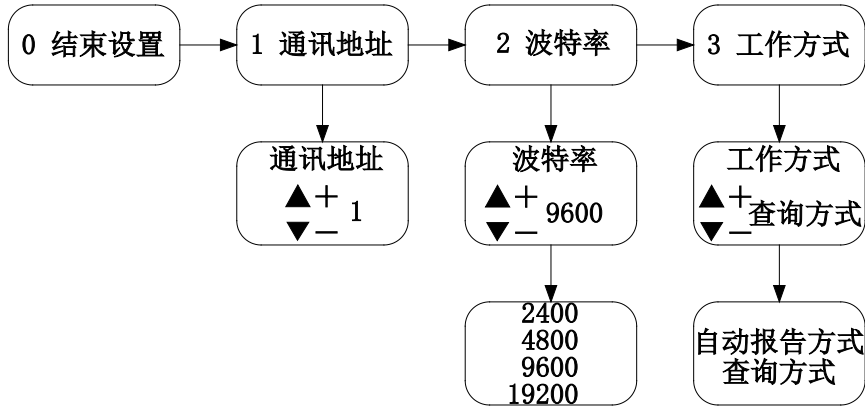 0 结束设置
1 通讯地址
2 波特率
3 工作方式
通讯地址
▲+
1
▼-
波特率
▲+
9600
▼-
工作方式
▲+
查询方式
▼-
2400
4800
9600
19200
自动报告方式
查询方式